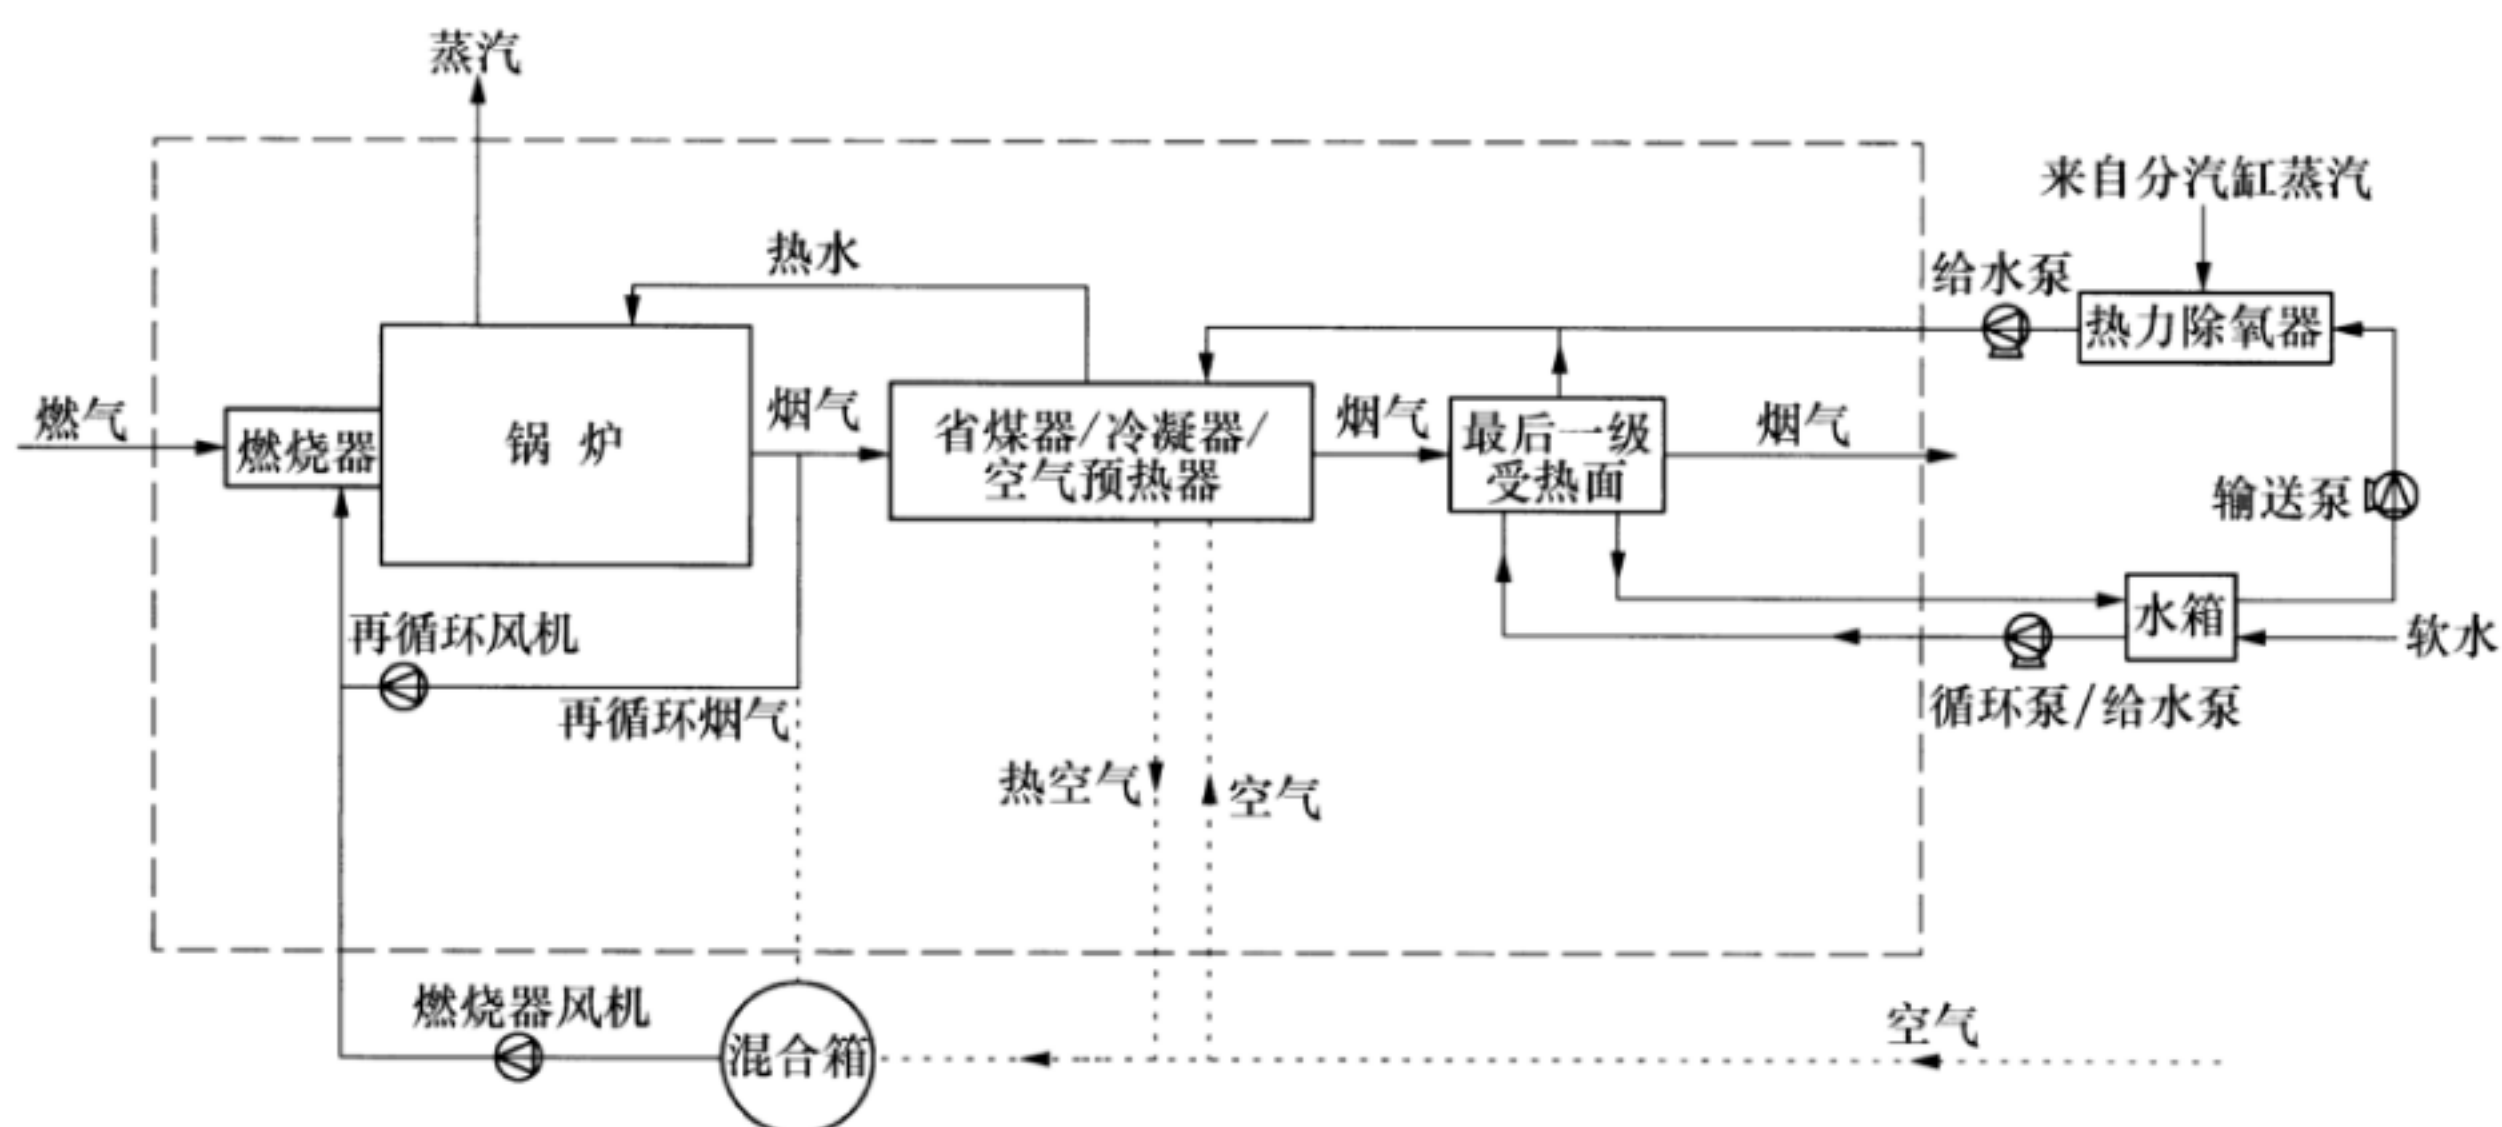 蒸汽
来自分汽缸蒸汽
热水
给水泵
热力除氧器
燃气
燃烧器
锅 炉
烟气
省煤器/冷凝器/
空气预热器
烟气
最后一级
受热面
烟气
输送泵
水箱
软水
再循环风机
再循环烟气
循环泵/给水泵
热空气
空气
燃烧器风机
混合箱
空气